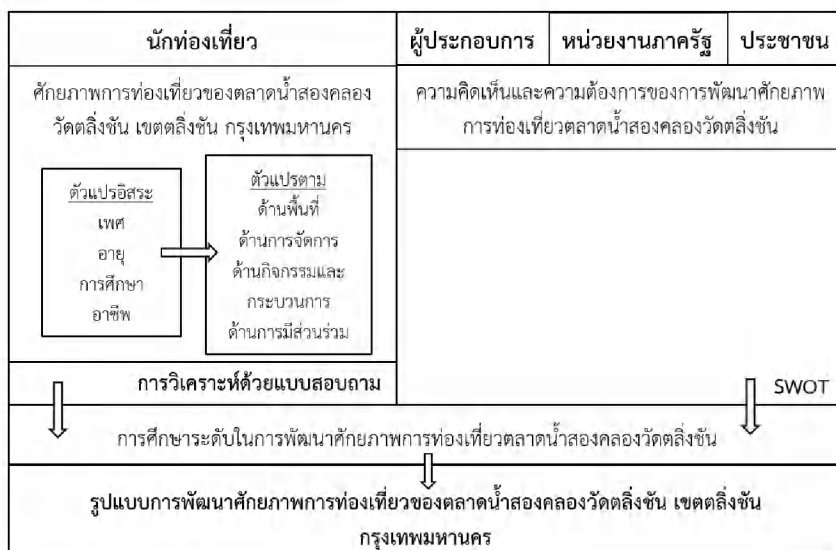 นักท่องเที่ยว
ผู้ประกอบการ
หน่วยงานภาครัฐ
ประชาชน
ศักยภาพการท่องเที่ยวของตลาดน้ำสองคลอง
วัดตลิ่งชัน เขตตลิ่งชัน กรุงเทพมหานคร
ความคิดเห็นและความต้องการของการพัฒนาศักยภาพ
การท่องเที่ยวตลาดน้ำสองคลองวัดตลิ่งชัน
ตัวแปรอิสระ
เพศ
อายุ
การศึกษา
อาชีพ
ตัวแปรตาม
ด้านพื้นที่
ด้านการจัดการ
ด้านกิจกรรมและ
กระบวนการ
ด้านการมีส่วนร่วม
การวิเคราะห์ด้วยแบบสอบถาม
SWOT
การศึกษาระดับในการพัฒนาศักยภาพการท่องเที่ยวตลาดน้ำสองคลองวัดตลิ่งชัน
รูปแบบการพัฒนาศักยภาพการท่องเที่ยวของตลาดน้ำสองคลองวัดตลิ่งชัน เขตตลิ่งชัน
กรุงเทพมหานคร